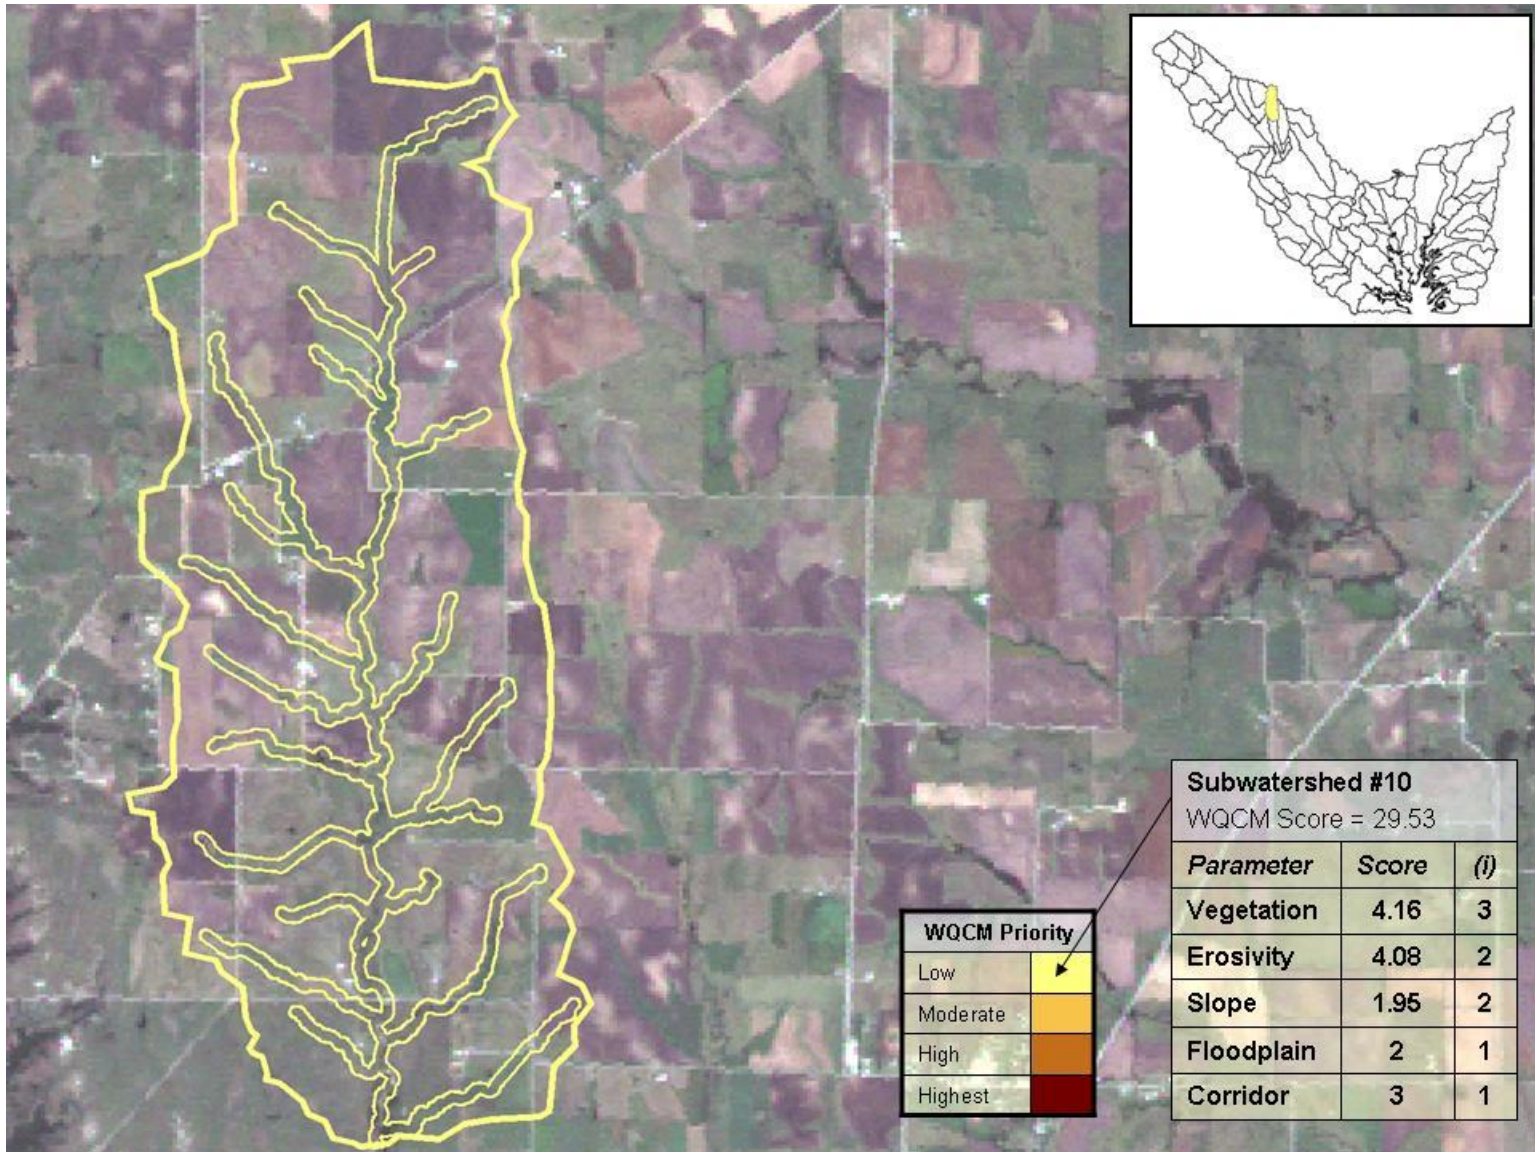 Subwatershed #10
WQCM Score = 29.53
Parameter Score (i)
Vegetation 4.16 3
Erosivity 4.08 2
Slope 1.95 2
Floodplain 2 1
Corridor 3 1
WQCM Priority
Low
Moderate
High
Highest